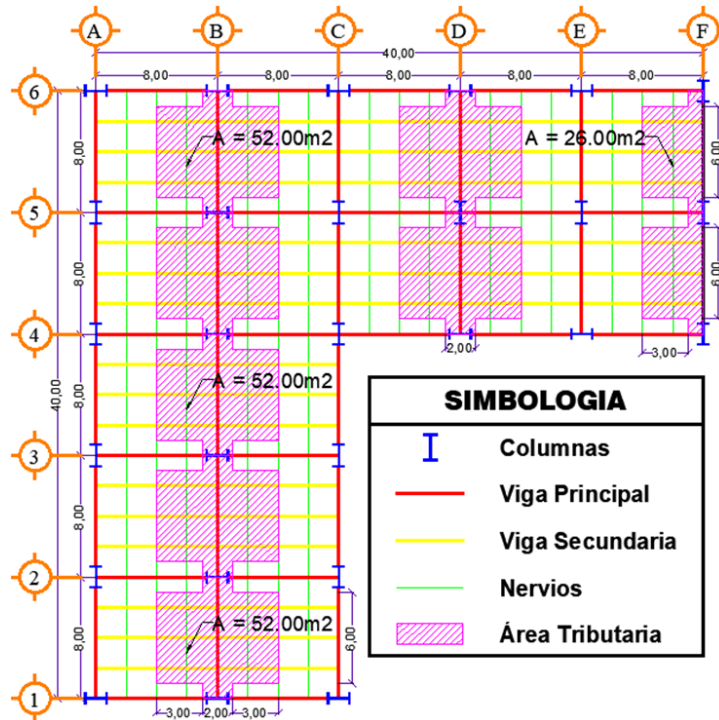 A B C D E F
40,00
8,00 8,00 8,00 8,00 8,00
6
A = 52.00m2
A = 26.00m2
8,00
6,00
5
8,00
6,00
4
2,00
3,00
A = 52.00m2
40,00
8,00
SIMBOLOGIA
Columnas
3
Viga Principal
8,00
Viga Secundaria
2
Nervios
A = 52.00m2
Área Tributaria
8,00
6,00
1
3,00 2,00 3,00